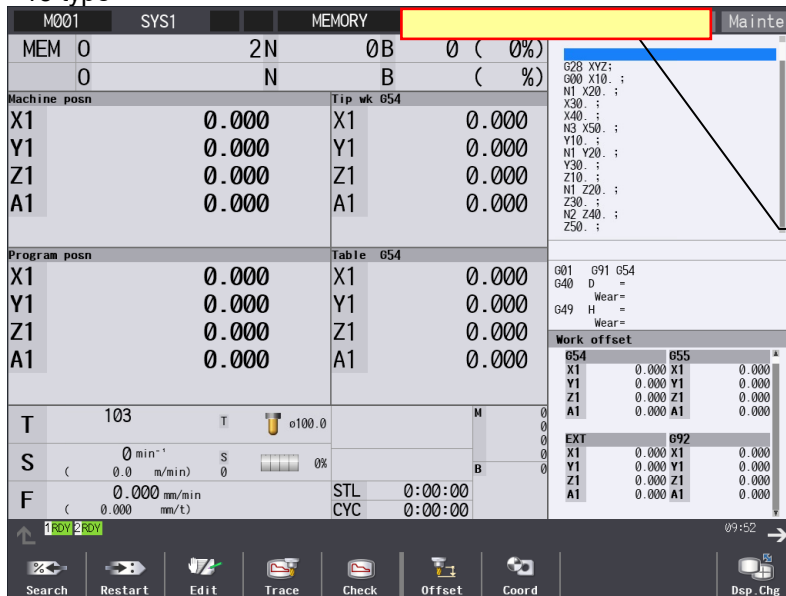 M001 SYS1 MEMORY Mainte
MEM O 2 N 0 B 0 ( 0%)
O N B ( %)
Machine posn
X1 0.000
Y1 0.000
Z1 0.000
A1 0.000
Tip wk G54
X1 0.000
Y1 0.000
Z1 0.000
A1 0.000
Program posn
X1 0.000
Y1 0.000
Z1 0.000
A1 0.000
Table G54
X1 0.000
Y1 0.000
Z1 0.000
A1 0.000
G28 XYZ;
G00 X10. ;
N1 X20. ;
X30. ;
X40. ;
N3 X50. ;
Y10. ;
N1 Y20. ;
Y30. ;
Z10. ;
N1 Z20. ;
Z30. ;
N2 Z40. ;
Z50. ;
G01 G91 G54
G40 D =
Wear=
G49 H =
Wear=
Work offset
G54 G55
X1 0.000 X1 0.000
Y1 0.000 Y1 0.000
Z1 0.000 Z1 0.000
A1 0.000 A1 0.000
EXT G92
X1 0.000 X1 0.000
Y1 0.000 Y1 0.000
Z1 0.000 Z1 0.000
A1 0.000 A1 0.000
T 103 T ø100.0
S 0 min⁻¹ S 0%
( 0.0 m/min) 0
F 0.000 mm/min
( 0.000 mm/t)
M 0
0
0
0
B 0
STL 0:00:00
CYC 0:00:00
1RDY 2RDY 09:52
Search Restart Edit Trace Check Offset Coord Dsp.Chg